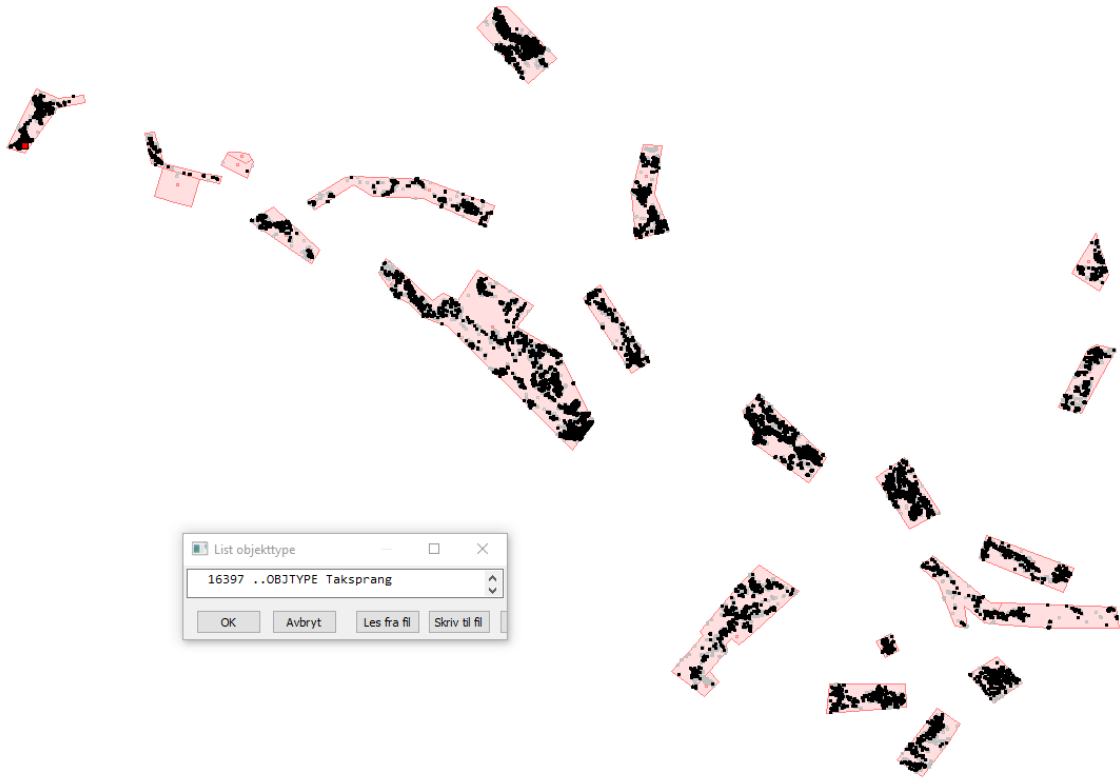 List objekttype
16397 ..OBJTYPE Taksprang
OK Avbryt Les fra fil Skriv til fil